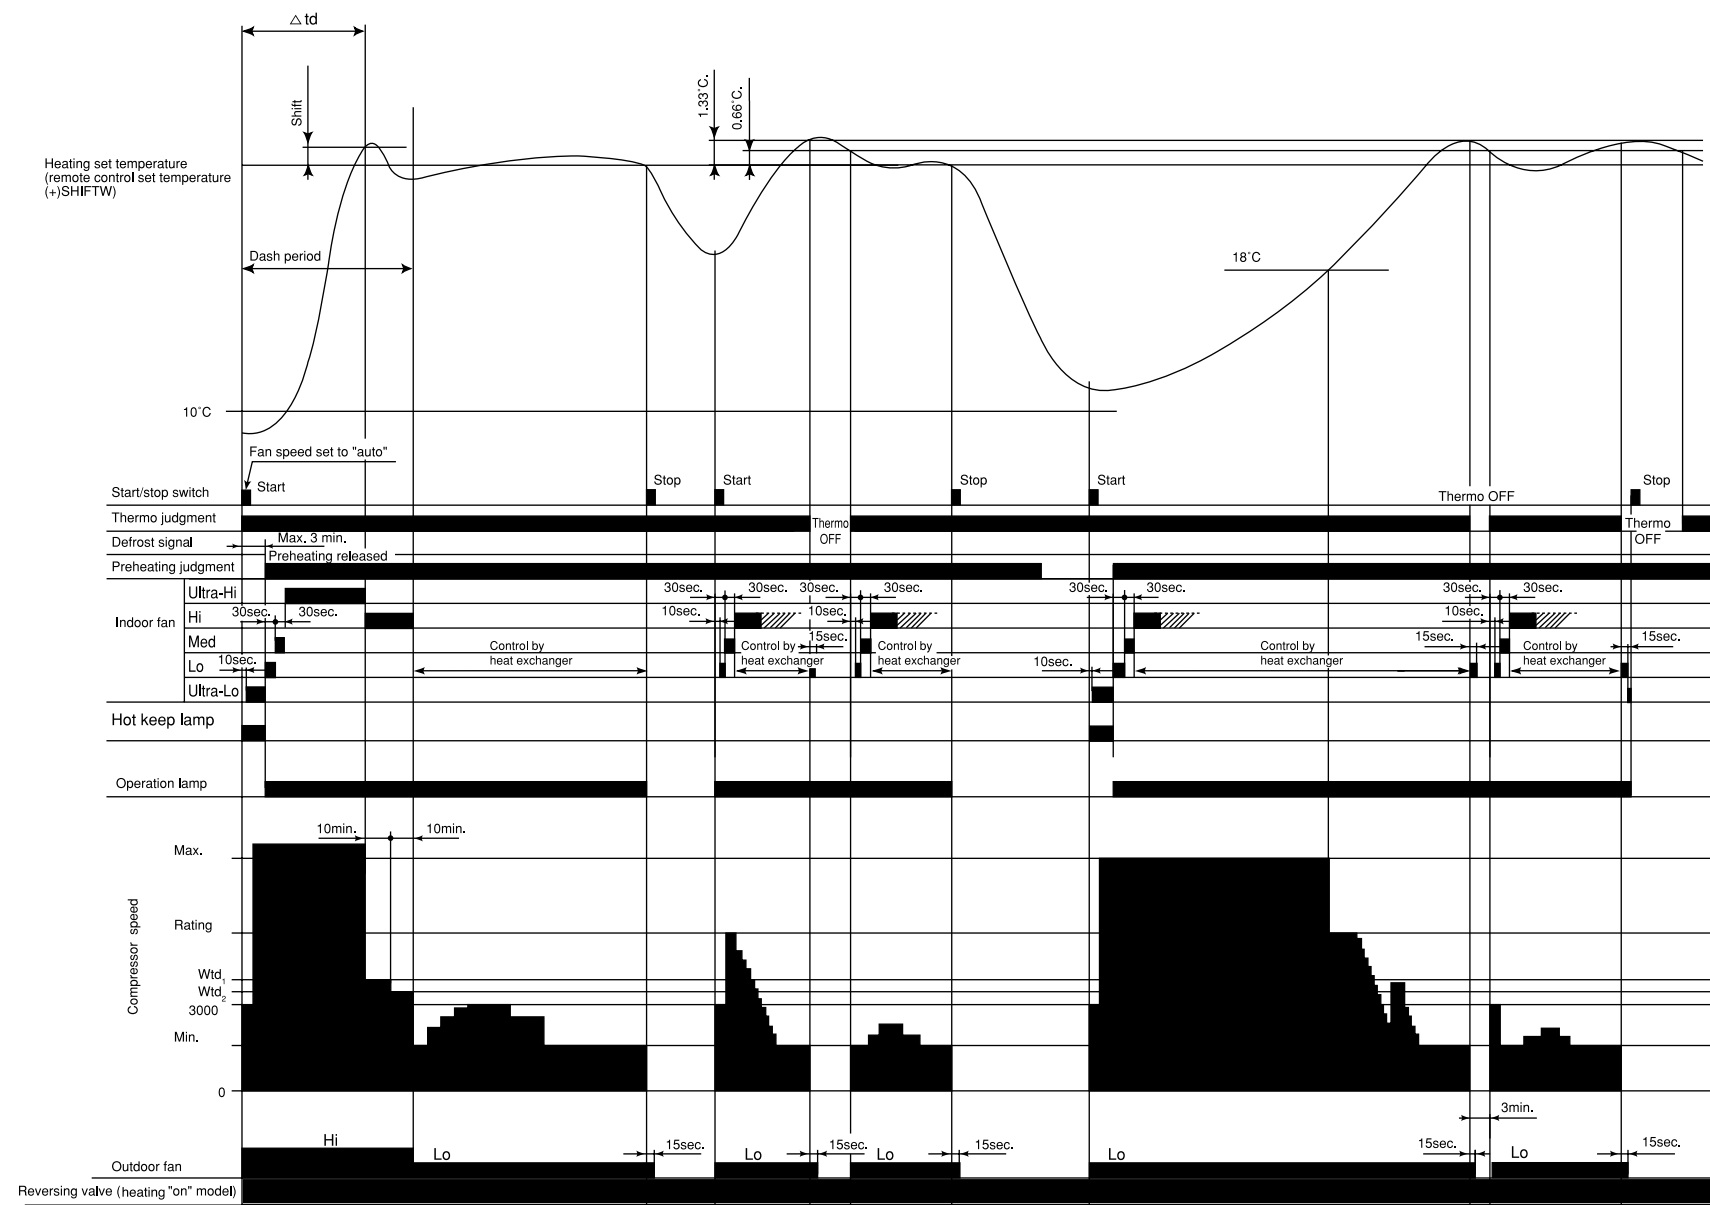 △ td
Shift
1.33°C.
0.66°C.
Heating set temperature
(remote control set temperature
(+)SHIFTW)
Dash period
18°C
10°C
Fan speed set to "auto"
Start/stop switch
Start
Stop
Start
Stop
Start
Thermo OFF
Stop
Thermo judgment
Thermo
OFF
Thermo
OFF
Defrost signal
Max. 3 min.
Preheating judgment
Preheating released
Indoor fan
Ultra-Hi
30sec.
30sec.
30sec.
30sec.
30sec.
30sec.
30sec.
30sec.
Hi
30sec.
30sec.
10sec.
10sec.
10sec.
Med
Control by
heat exchanger
Control by
heat exchanger
15sec.
Control by
heat exchanger
Control by
heat exchanger
15sec.
Control by
heat exchanger
15sec.
Lo
10sec.
10sec.
Ultra-Lo
Hot keep lamp
Operation lamp
10min.
10min.
Compressor speed
Max.
Rating
Wtd1
Wtd2
3000
Min.
0
3min.
Outdoor fan
Hi
Lo
15sec.
Lo
15sec.
Lo
15sec.
Lo
15sec.
Lo
15sec.
Reversing valve (heating "on" model)